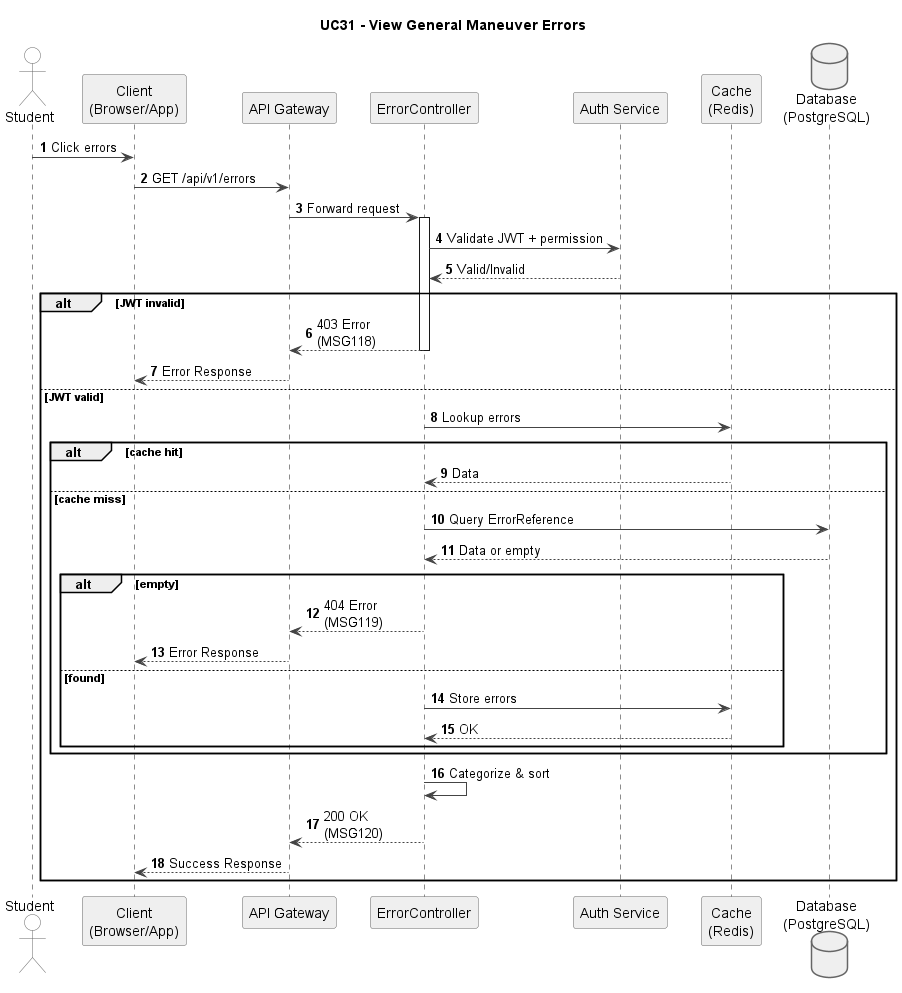 UC31 - View General Maneuver Errors
Student
Client
(Browser/App)
API Gateway
ErrorController
Auth Service
Cache
(Redis)
Database
(PostgreSQL)
1 Click errors
2 GET /api/v1/errors
3 Forward request
4 Validate JWT + permission
5 Valid/Invalid
alt [JWT invalid]
6 403 Error
(MSG118)
7 Error Response
[JWT valid]
8 Lookup errors
alt [cache hit]
9 Data
[cache miss]
10 Query ErrorReference
11 Data or empty
alt [empty]
12 404 Error
(MSG119)
13 Error Response
[found]
14 Store errors
15 OK
16 Categorize & sort
17 200 OK
(MSG120)
18 Success Response
Student
Client
(Browser/App)
API Gateway
ErrorController
Auth Service
Cache
(Redis)
Database
(PostgreSQL)